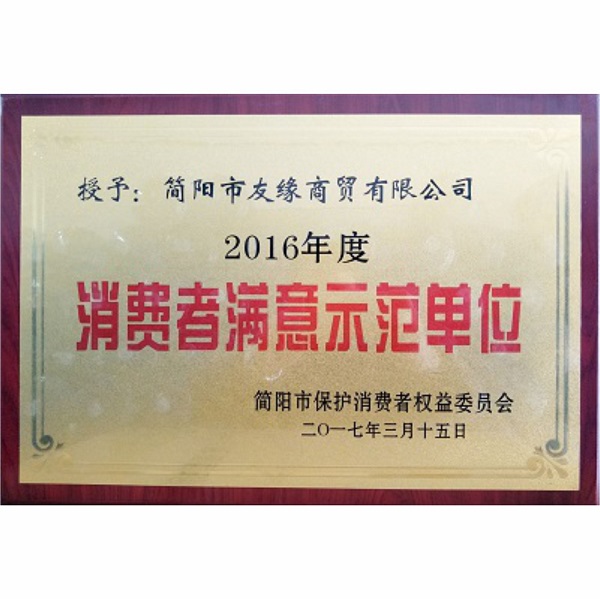 授予：简阳市友缘商贸有限公司
2016年度
消费者满意示范单位
简阳市保护消费者权益委员会
二〇一七年三月十五日